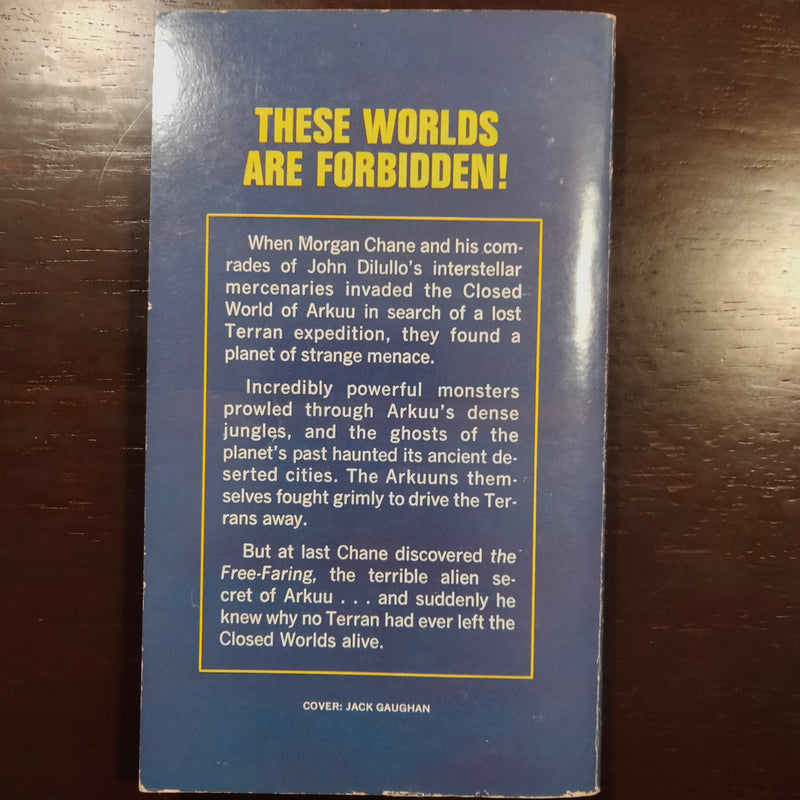 THESE WORLDS
ARE FORBIDDEN!
When Morgan Chane and his com-
rades of John Dilullo's interstellar
mercenaries invaded the Closed
World of Arkuu in search of a lost
Terran expedition, they found a
planet of strange menace.
Incredibly powerful monsters
prowled through Arkuu's dense
jungles, and the ghosts of the
planet's past haunted its ancient de-
serted cities. The Arkuuns them-
selves fought grimly to drive the Ter-
rans away.
But at last Chane discovered the
Free-Faring, the terrible alien se-
cret of Arkuu . . . and suddenly he
knew why no Terran had ever left the
Closed Worlds alive.
COVER: JACK GAUGHAN